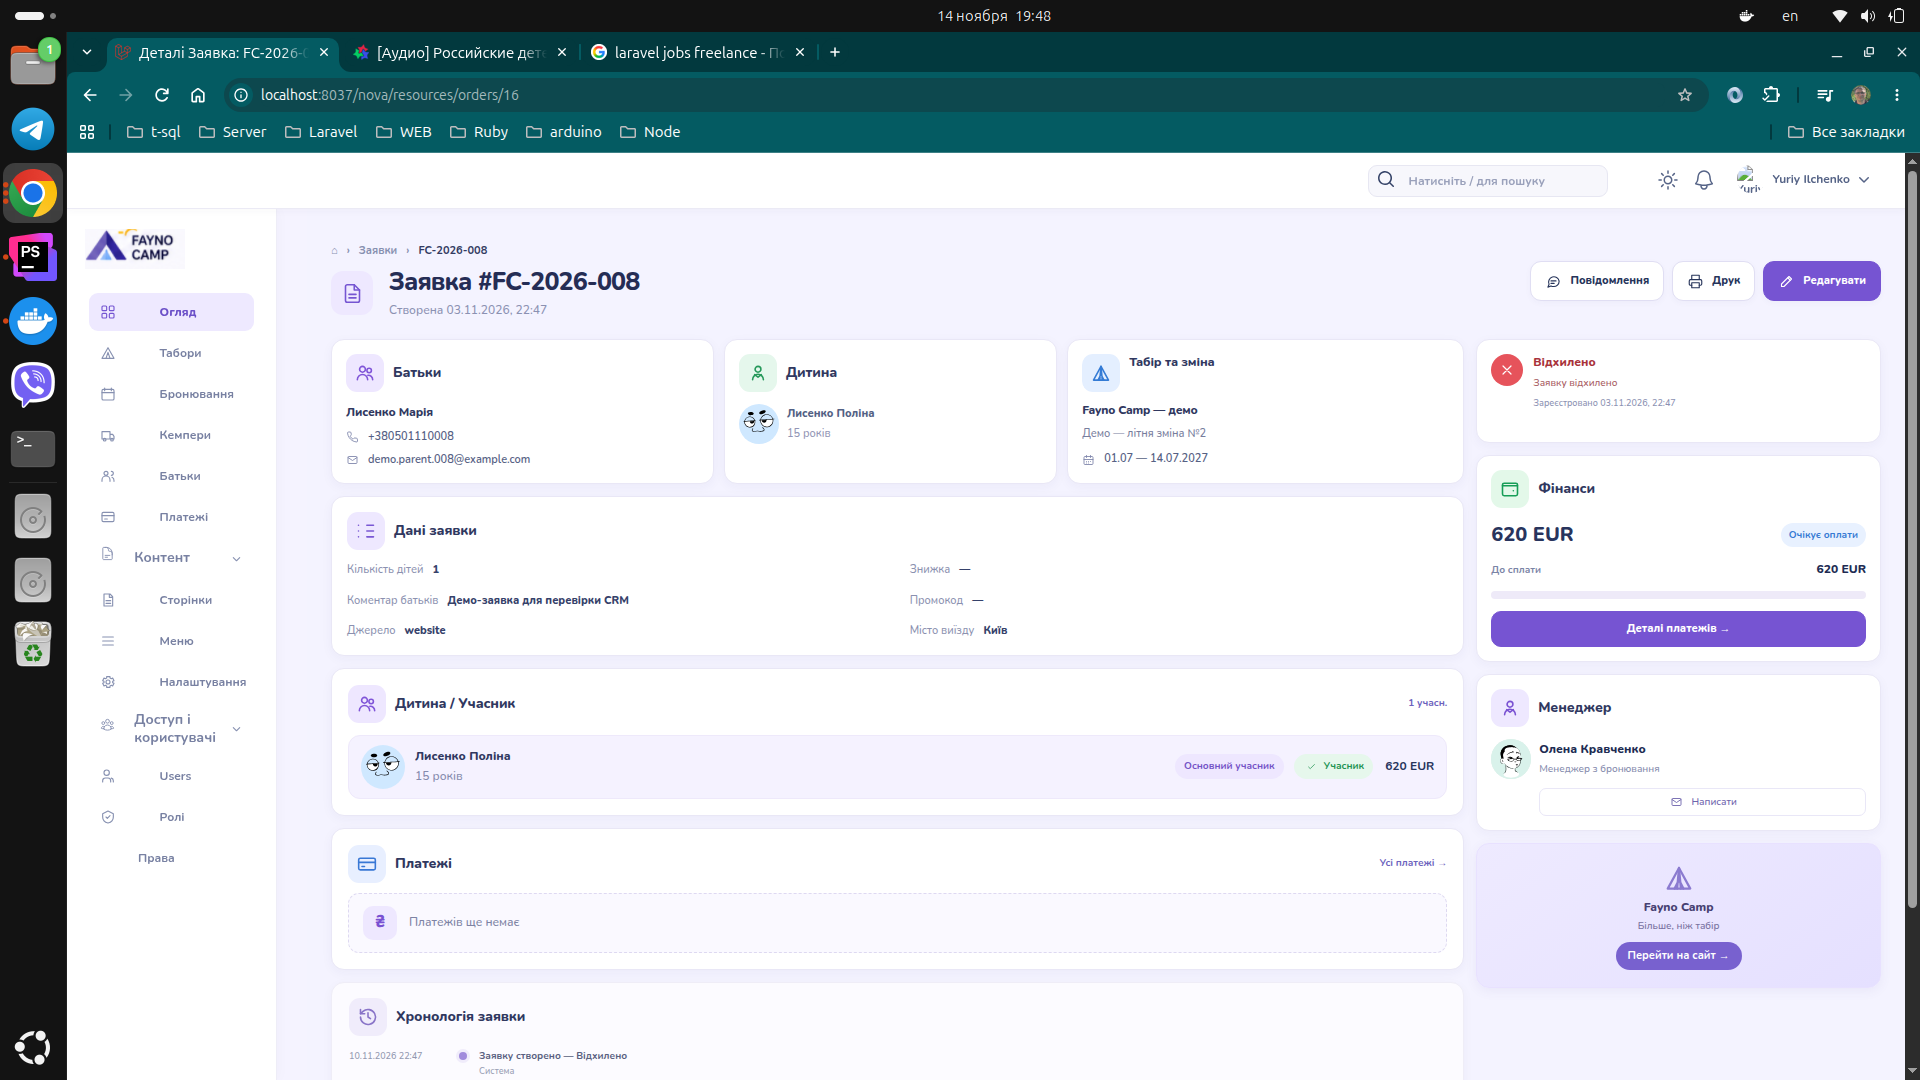 14 ноября 19:48
en
1
Деталі Заявка: FC-2026-0
[Аудио] Российские дет
laravel jobs freelance - П
localhost:8037/nova/resources/orders/16
t-sql
Server
Laravel
WEB
Ruby
arduino
Node
Все закладки
Натисніть / для пошуку
Yuriy Ilchenko
FAYNO CAMP
Огляд
Табори
Бронювання
Кемпери
Батьки
Платежі
Контент
Сторінки
Меню
Налаштування
Доступ і
користувачі
Users
Ролі
Права
Заявки › FC-2026-008
Заявка #FC-2026-008
Створена 03.11.2026, 22:47
Повідомлення
Друк
Редагувати
Батьки
Лисенко Марія
+380501110008
demo.parent.008@example.com
Дитина
Лисенко Поліна
15 років
Табір та зміна
Fayno Camp — демо
Демо — літня зміна №2
01.07 — 14.07.2027
Відхилено
Заявку відхилено
Зареєстровано 03.11.2026, 22:47
Дані заявки
Кількість дітей 1
Знижка —
Коментар батьків Демо-заявка для перевірки CRM
Промокод —
Джерело website
Місто виїзду Київ
Фінанси
620 EUR
Очікує оплати
До сплати 620 EUR
Деталі платежів →
Дитина / Учасник
1 учасн.
Лисенко Поліна
15 років
Основний учасник
Учасник
620 EUR
Менеджер
Олена Кравченко
Менеджер з бронювання
Написати
Платежі
Усі платежі →
₴
Платежів ще немає
Fayno Camp
Більше, ніж табір
Перейти на сайт →
Хронологія заявки
10.11.2026 22:47
Заявку створено — Відхилено
Система